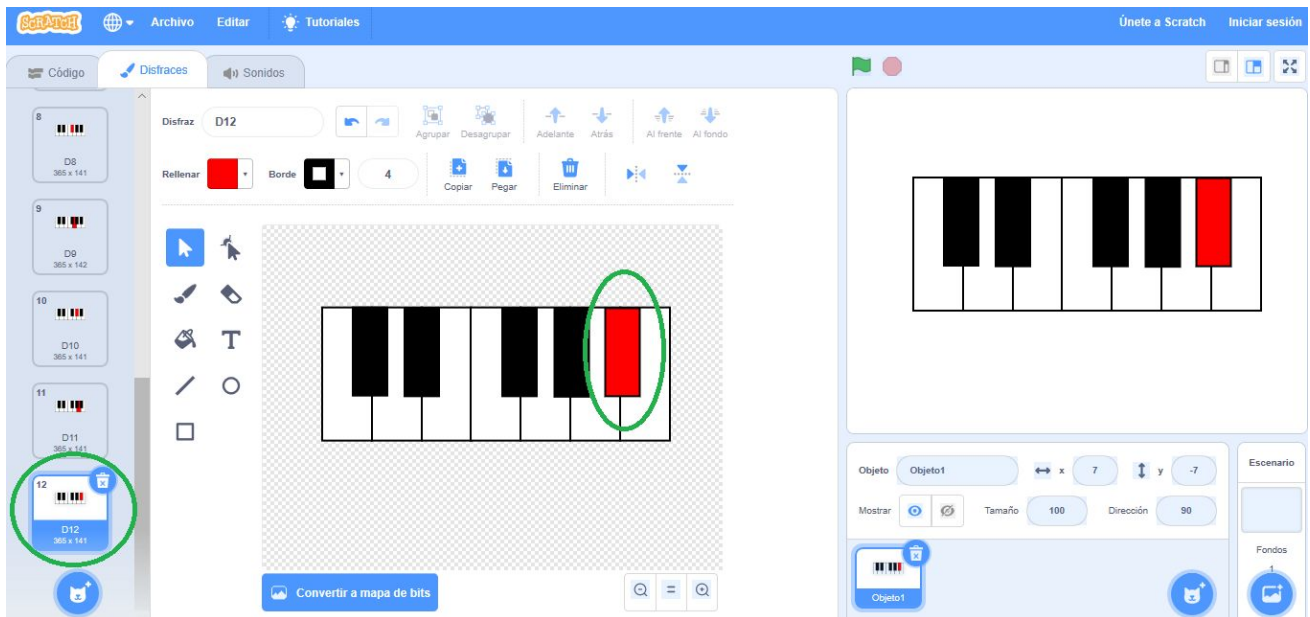 SCRATCH Archivo Editar Tutoriales Únete a Scratch Iniciar sesión
Código Disfraces Sonidos
8
D8
365 x 141
9
D9
365 x 142
10
D10
365 x 141
11
D11
365 x 141
12
D12
365 x 141
Disfraz D12 Agrupar Desagrupar Adelante Atrás Al frente Al fondo
Rellenar Borde 4 Copiar Pegar Eliminar
T
Convertir a mapa de bits
Objeto Objeto1 x 7 y -7
Mostrar Tamaño 100 Dirección 90
Objeto1
Escenario
Fondos
1